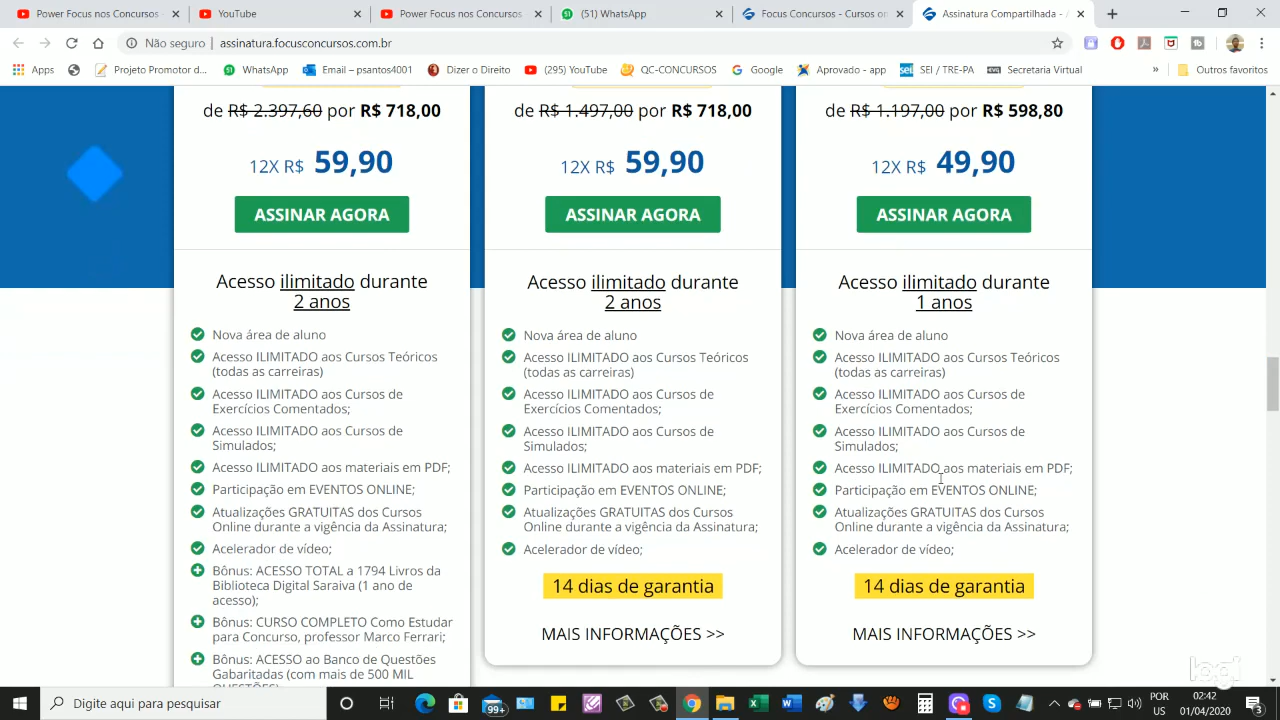 Power Focus nos Concursos
YouTube
Power Focus nos Concursos
(51) WhatsApp
Focus Concursos - Cursos on
Assinatura Compartilhada -
Não seguro
assinatura.focusconcursos.com.br
Apps
Projeto Promotor d...
WhatsApp
Email – psantos4001
Dizer o Direito
(295) YouTube
QC-CONCURSOS
Google
Aprovado - app
SEI / TRE-PA
Secretaria Virtual
»
Outros favoritos
de R$ 2.397,60 por R$ 718,00
12X R$ 59,90
ASSINAR AGORA
Acesso ilimitado durante
2 anos
Nova área de aluno
Acesso ILIMITADO aos Cursos Teóricos
(todas as carreiras)
Acesso ILIMITADO aos Cursos de
Exercícios Comentados;
Acesso ILIMITADO aos Cursos de
Simulados;
Acesso ILIMITADO aos materiais em PDF;
Participação em EVENTOS ONLINE;
Atualizações GRATUITAS dos Cursos
Online durante a vigência da Assinatura;
Acelerador de vídeo;
Bônus: ACESSO TOTAL a 1794 Livros da
Biblioteca Digital Saraiva (1 ano de
acesso);
Bônus: CURSO COMPLETO Como Estudar
para Concurso, professor Marco Ferrari;
Bônus: ACESSO ao Banco de Questões
Gabaritadas (com mais de 500 MIL
QUESTÕES)
de R$ 1.497,00 por R$ 718,00
12X R$ 59,90
ASSINAR AGORA
Acesso ilimitado durante
2 anos
Nova área de aluno
Acesso ILIMITADO aos Cursos Teóricos
(todas as carreiras)
Acesso ILIMITADO aos Cursos de
Exercícios Comentados;
Acesso ILIMITADO aos Cursos de
Simulados;
Acesso ILIMITADO aos materiais em PDF;
Participação em EVENTOS ONLINE;
Atualizações GRATUITAS dos Cursos
Online durante a vigência da Assinatura;
Acelerador de vídeo;
14 dias de garantia
MAIS INFORMAÇÕES >>
de R$ 1.197,00 por R$ 598,80
12X R$ 49,90
ASSINAR AGORA
Acesso ilimitado durante
1 anos
Nova área de aluno
Acesso ILIMITADO aos Cursos Teóricos
(todas as carreiras)
Acesso ILIMITADO aos Cursos de
Exercícios Comentados;
Acesso ILIMITADO aos Cursos de
Simulados;
Acesso ILIMITADO aos materiais em PDF;
Participação em EVENTOS ONLINE;
Atualizações GRATUITAS dos Cursos
Online durante a vigência da Assinatura;
Acelerador de vídeo;
14 dias de garantia
MAIS INFORMAÇÕES >>
logi
Digite aqui para pesquisar
99+
POR
US
02:42
01/04/2020
3